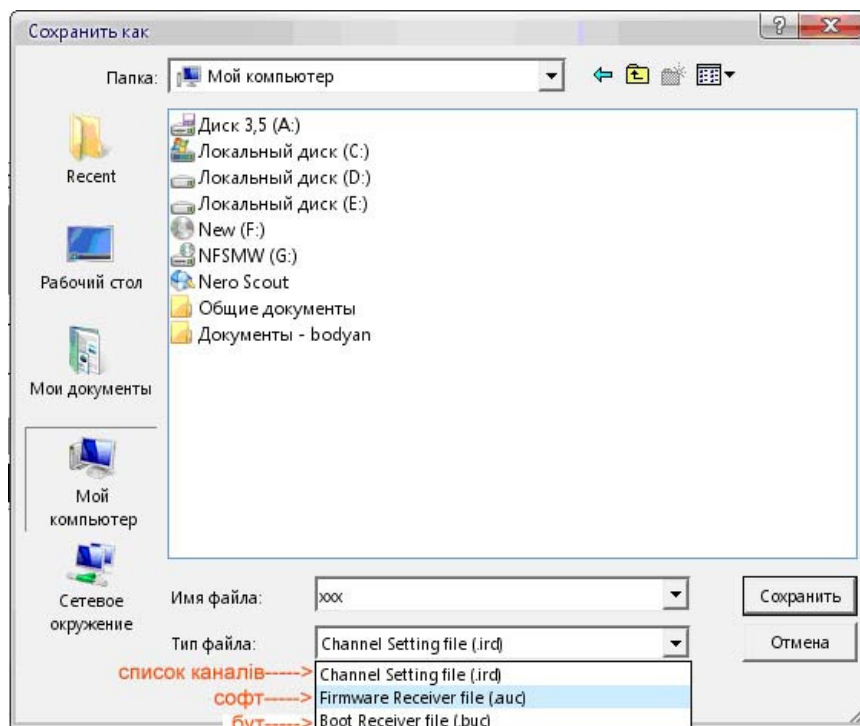 Сохранить как
Папка:
Мой компьютер
Recent
Рабочий стол
Мои документы
Мой
компьютер
Сетевое
окружение
Диск 3,5 (A:)
Локальный диск (C:)
Локальный диск (D:)
Локальный диск (E:)
New (F:)
NFSMW (G:)
Nero Scout
Общие документы
Документы - bodyan
Имя файла:
xxx
Сохранить
Тип файла:
Channel Setting file (.ird)
Отмена
список каналів-----> Channel Setting file (.ird)
софт-----> Firmware Receiver file (.auc)
бут-----> Boot Receiver file (.buc)